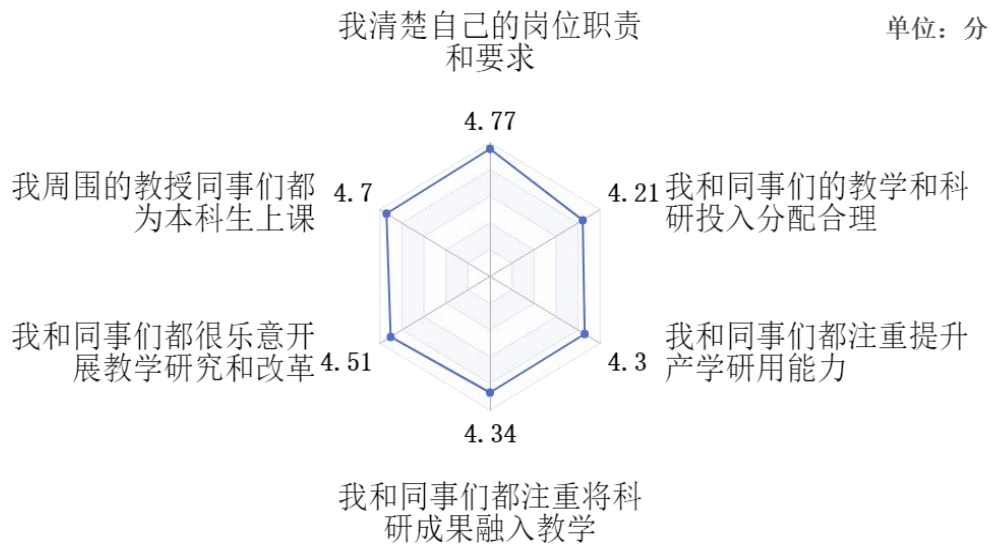 我清楚自己的岗位职责
和要求
单位：分
4.77
我周围的教授同事们都
为本科生上课
4.7
4.21
我和同事们的教学和科
研投入分配合理
我和同事们都很乐意开
展教学研究和改革
4.51
4.3
我和同事们都注重提升
产学研用能力
4.34
我和同事们都注重将科
研成果融入教学